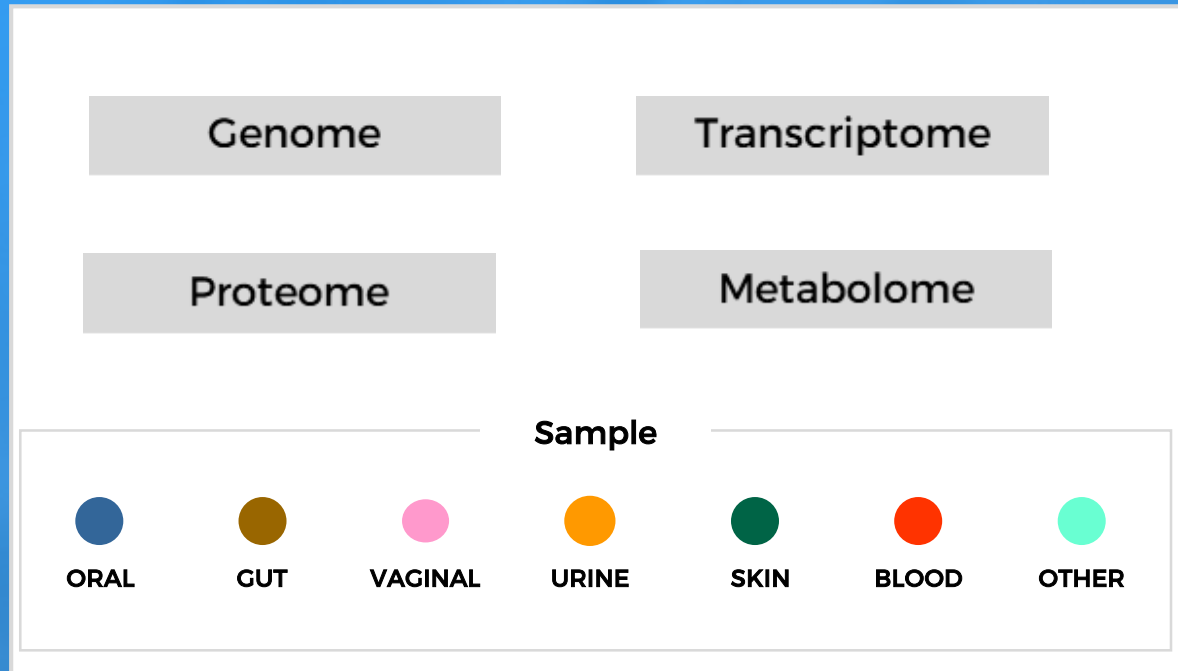 Genome
Transcriptome
Proteome
Metabolome
Sample
ORAL
GUT
VAGINAL
URINE
SKIN
BLOOD
OTHER